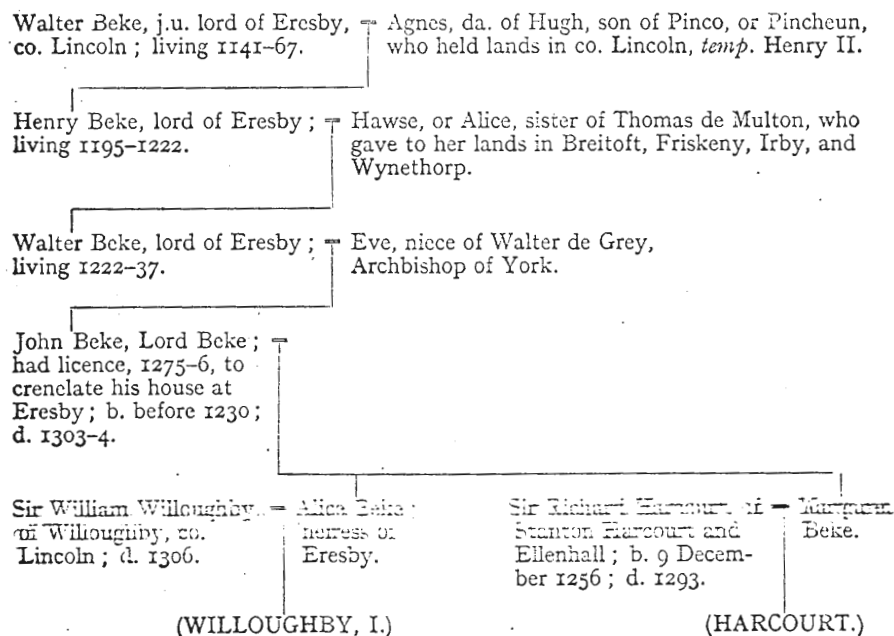 Walter Beke, j.u. lord of Eresby,
co. Lincoln ; living 1141–67.
Agnes, da. of Hugh, son of Pinco, or Pincheun,
who held lands in co. Lincoln, temp. Henry II.
Henry Beke, lord of Eresby ;
living 1195–1222.
Hawse, or Alice, sister of Thomas de Multon, who
gave to her lands in Breitoft, Friskeny, Irby, and
Wynethorp.
Walter Beke, lord of Eresby ;
living 1222–37.
Eve, niece of Walter de Grey,
Archbishop of York.
John Beke, Lord Beke ;
had licence, 1275–6, to
crenelate his house at
Eresby ; b. before 1230 ;
d. 1303–4.
Sir William Willoughby,
of Willoughby, co.
Lincoln ; d. 1306.
Alice Beke ;
heiress of
Eresby.
Sir Richard Harcourt of
Stanton Harcourt and
Ellenhall ; b. 9 Decem-
ber 1256 ; d. 1293.
Margaret
Beke.
(WILLOUGHBY, I.)
(HARCOURT.)